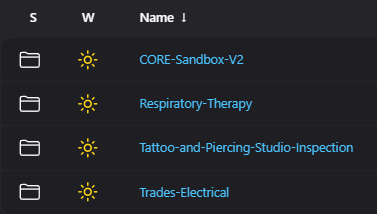 S W Name ↓
CORE-Sandbox-V2
Respiratory-Therapy
Tattoo-and-Piercing-Studio-Inspection
Trades-Electrical